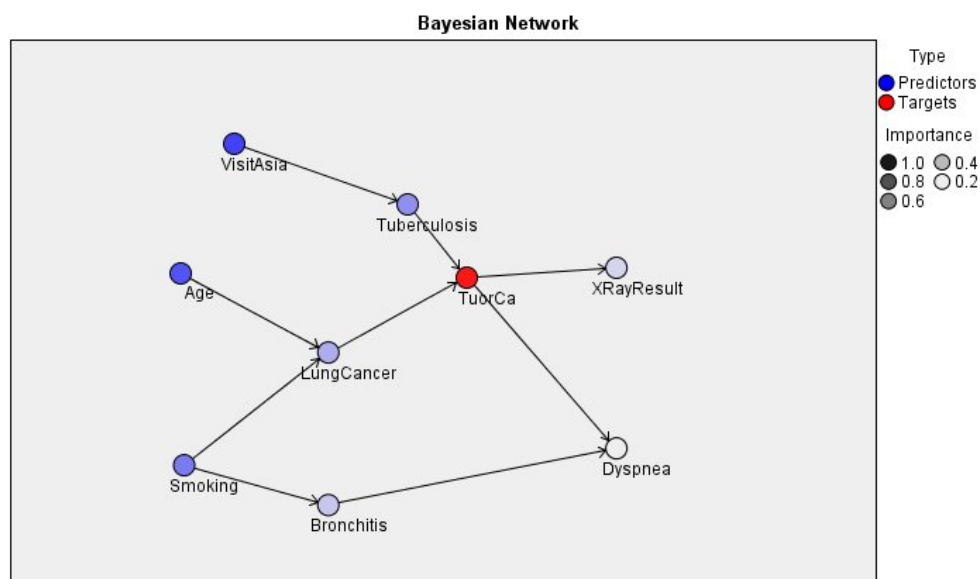 Bayesian Network
Type
Predictors
Targets
Importance
1.0 0.4
0.8 0.2
0.6
VisitAsia
Tuberculosis
Age
TuorCa
XRayResult
LungCancer
Smoking
Dyspnea
Bronchitis